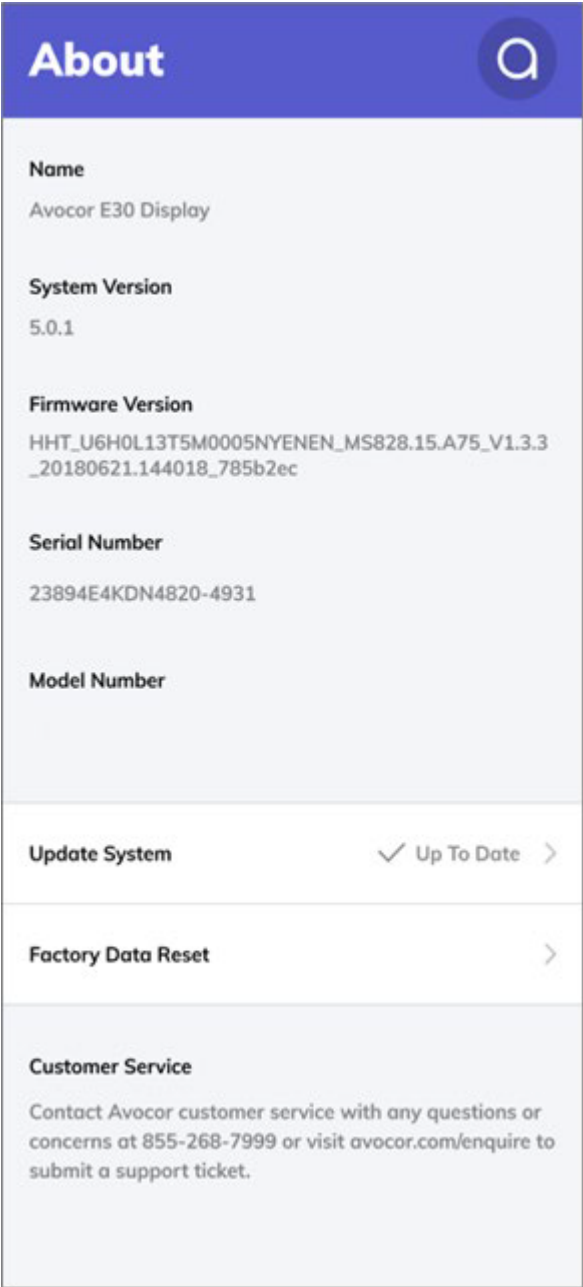 About
Name
Avocor E30 Display
System Version
5.0.1
Firmware Version
HHT_U6H0L13T5M0005NYENEN_MS828.15.A75_V1.3.3
_20180621.144018_785b2ec
Serial Number
23894E4KDN4820-4931
Model Number
Update System Up To Date
Factory Data Reset
Customer Service
Contact Avocor customer service with any questions or
concerns at 855-268-7999 or visit avocor.com/enquire to
submit a support ticket.